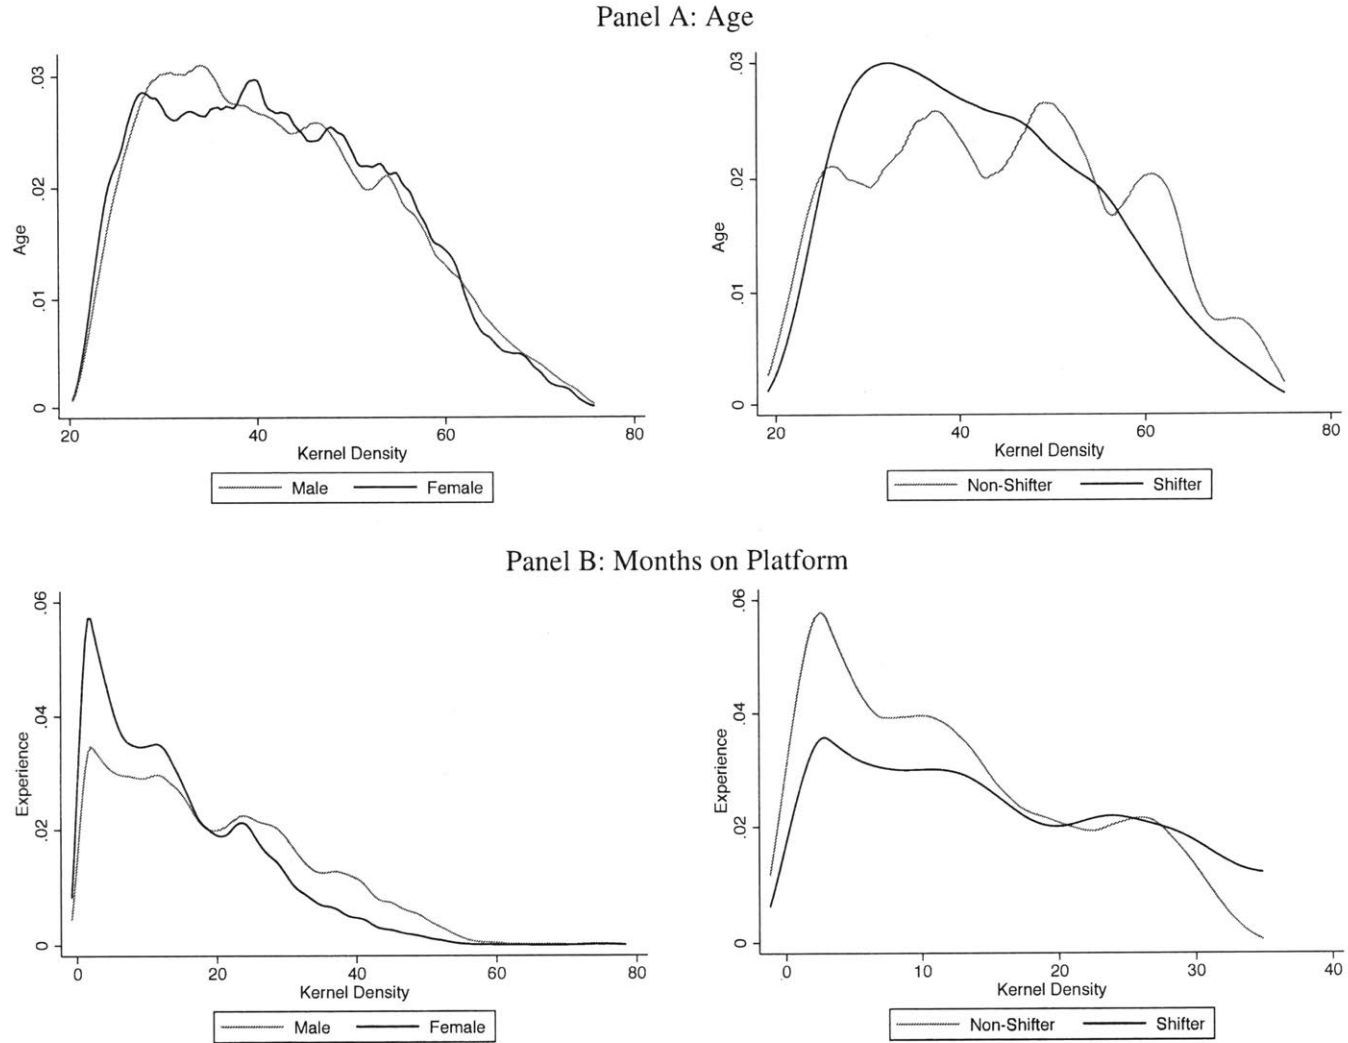 Panel A: Age
.03
.02
.01
0
Age
20 40 60 80
Kernel Density
Male Female
.03
.02
.01
0
Age
20 40 60 80
Kernel Density
Non-Shifter Shifter
Panel B: Months on Platform
.06
.04
.02
0
Experience
0 20 40 60 80
Kernel Density
Male Female
.06
.04
.02
0
Experience
0 10 20 30 40
Kernel Density
Non-Shifter Shifter